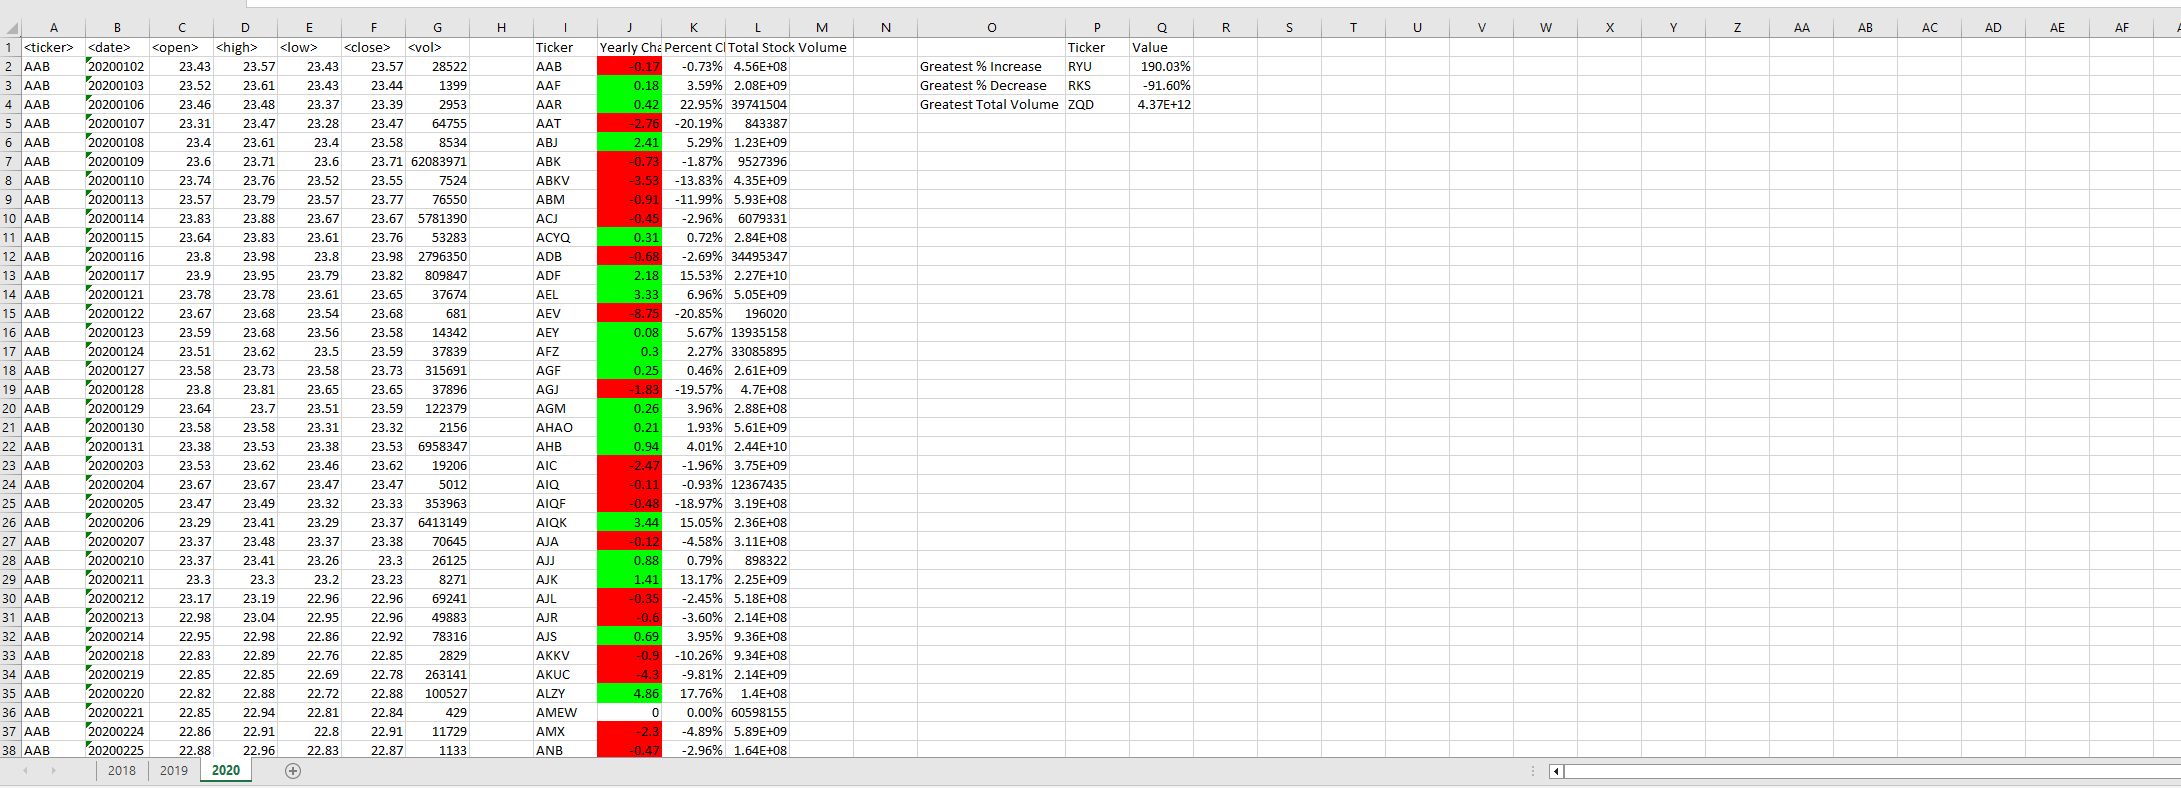 A B C D E F G H I J K L M N O P Q R S T U V W X Y Z AA AB AC AD AE AF
1 <ticker> <date> <open> <high> <low> <close> <vol> Ticker Yearly Cha Percent Cl Total Stock Volume Ticker Value
2 AAB 20200102 23.43 23.57 23.43 23.57 28522 AAB -0.17 -0.73% 4.56E+08 Greatest % Increase RYU 190.03%
3 AAB 20200103 23.52 23.61 23.43 23.44 1399 AAF 0.18 3.59% 2.08E+09 Greatest % Decrease RKS -91.60%
4 AAB 20200106 23.46 23.48 23.37 23.39 2953 AAR 0.42 22.95% 39741504 Greatest Total Volume ZQD 4.37E+12
5 AAB 20200107 23.31 23.47 23.28 23.47 64755 AAT -2.76 -20.19% 843387
6 AAB 20200108 23.4 23.61 23.4 23.58 8534 ABJ 2.41 5.29% 1.23E+09
7 AAB 20200109 23.6 23.71 23.6 23.71 62083971 ABK -0.73 -1.87% 9527396
8 AAB 20200110 23.74 23.76 23.52 23.55 7524 ABKV -3.53 -13.83% 4.35E+09
9 AAB 20200113 23.57 23.79 23.57 23.77 76550 ABM -0.91 -11.99% 5.93E+08
10 AAB 20200114 23.83 23.88 23.67 23.67 5781390 ACJ -0.45 -2.96% 6079331
11 AAB 20200115 23.64 23.83 23.61 23.76 53283 ACYQ 0.31 0.72% 2.84E+08
12 AAB 20200116 23.8 23.98 23.8 23.98 2796350 ADB -0.68 -2.69% 34495347
13 AAB 20200117 23.9 23.95 23.79 23.82 809847 ADF 2.18 15.53% 2.27E+10
14 AAB 20200121 23.78 23.78 23.61 23.65 37674 AEL 3.33 6.96% 5.05E+09
15 AAB 20200122 23.67 23.68 23.54 23.68 681 AEV -8.75 -20.85% 196020
16 AAB 20200123 23.59 23.68 23.56 23.58 14342 AEY 0.08 5.67% 13935158
17 AAB 20200124 23.51 23.62 23.5 23.59 37839 AFZ 0.3 2.27% 33085895
18 AAB 20200127 23.58 23.73 23.58 23.73 315691 AGF 0.25 0.46% 2.61E+09
19 AAB 20200128 23.8 23.81 23.65 23.65 37896 AGJ -1.83 -19.57% 4.7E+08
20 AAB 20200129 23.64 23.7 23.51 23.59 122379 AGM 0.26 3.96% 2.88E+08
21 AAB 20200130 23.58 23.58 23.31 23.32 2156 AHAO 0.21 1.93% 5.61E+09
22 AAB 20200131 23.38 23.53 23.38 23.53 6958347 AHB 0.94 4.01% 2.44E+10
23 AAB 20200203 23.53 23.62 23.46 23.62 19206 AIC -2.47 -1.96% 3.75E+09
24 AAB 20200204 23.67 23.67 23.47 23.47 5012 AIQ -0.11 -0.93% 12367435
25 AAB 20200205 23.47 23.49 23.32 23.33 353963 AIQF -0.48 -18.97% 3.19E+08
26 AAB 20200206 23.29 23.41 23.29 23.37 6413149 AIQK 3.44 15.05% 2.36E+08
27 AAB 20200207 23.37 23.48 23.37 23.38 70645 AJA -0.12 -4.58% 3.11E+08
28 AAB 20200210 23.37 23.41 23.26 23.3 26125 AJJ 0.88 0.79% 898322
29 AAB 20200211 23.3 23.3 23.2 23.23 8271 AJK 1.41 13.17% 2.25E+09
30 AAB 20200212 23.17 23.19 22.96 22.96 69241 AJL -0.35 -2.45% 5.18E+08
31 AAB 20200213 22.98 23.04 22.95 22.96 49883 AJR -0.6 -3.60% 2.14E+08
32 AAB 20200214 22.95 22.98 22.86 22.92 78316 AJS 0.69 3.95% 9.36E+08
33 AAB 20200218 22.83 22.89 22.76 22.85 2829 AKKV -0.9 -10.26% 9.34E+08
34 AAB 20200219 22.85 22.85 22.69 22.78 263141 AKUC -4.3 -9.81% 2.14E+09
35 AAB 20200220 22.82 22.88 22.72 22.88 100527 ALZY 4.86 17.76% 1.4E+08
36 AAB 20200221 22.85 22.94 22.81 22.84 429 AMEW 0 0.00% 60598155
37 AAB 20200224 22.86 22.91 22.8 22.91 11729 AMX -2.3 -4.89% 5.89E+09
38 AAB 20200225 22.88 22.96 22.83 22.87 1133 ANB -0.47 -2.96% 1.64E+08
2018 2019 2020